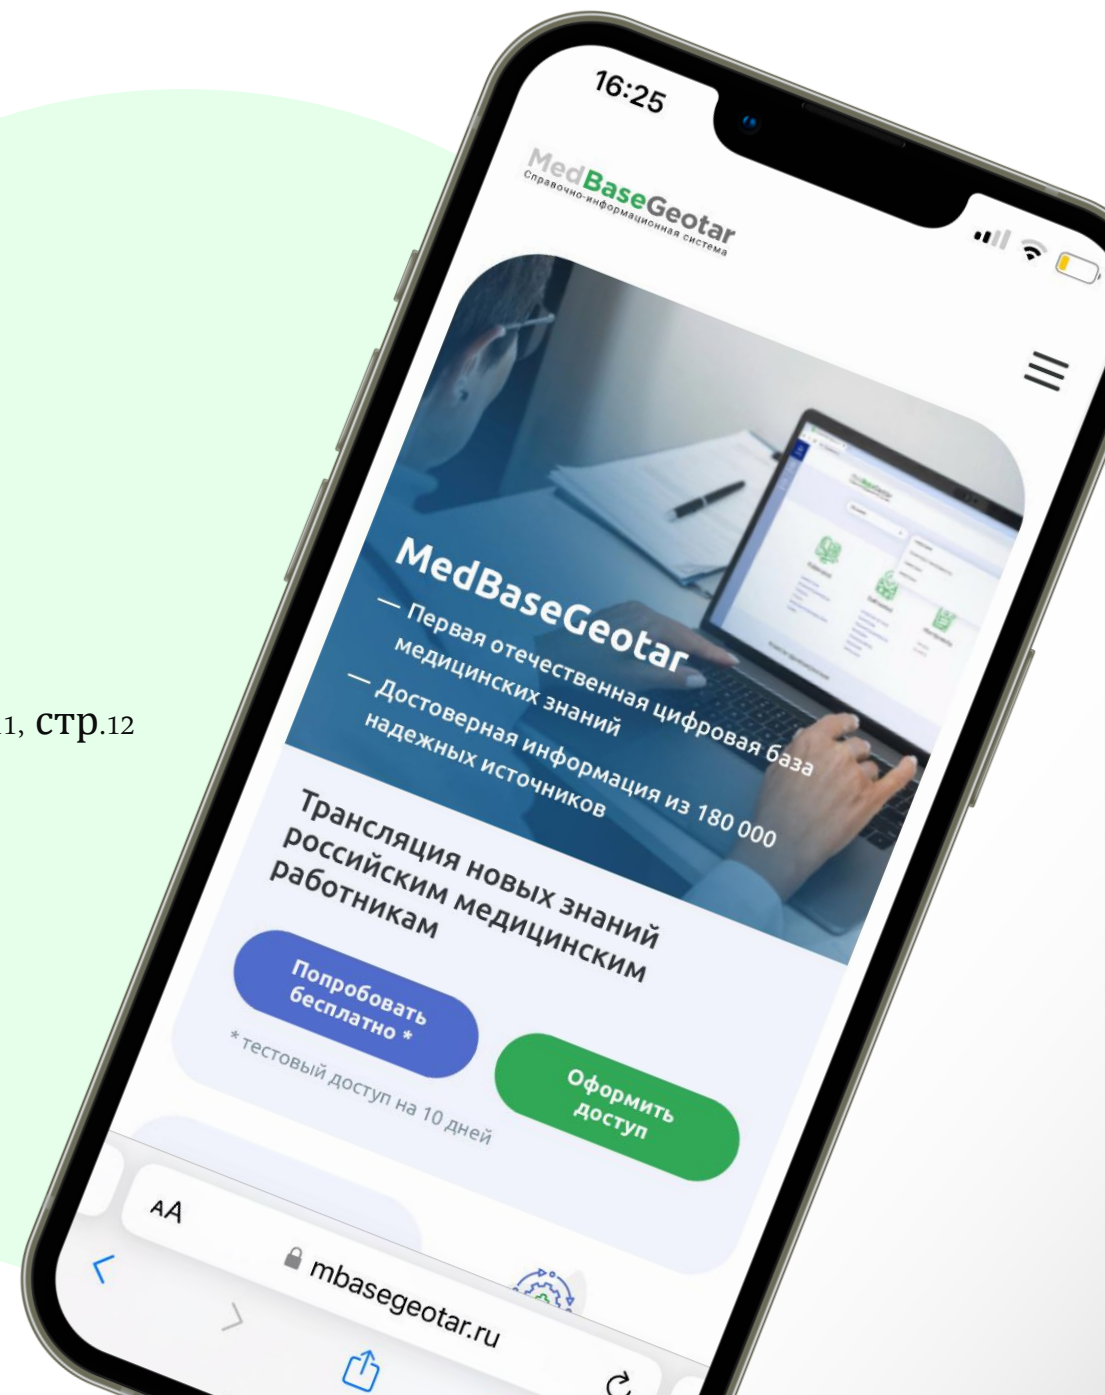 16:25
MedBaseGeotar
Справочно-информационная система
MedBaseGeotar
— Первая отечественная цифровая база
медицинских знаний
— Достоверная информация из 180 000
надежных источников
1, стр.12
Трансляция новых знаний
российским медицинским
работникам
Попробовать
бесплатно *
Оформить
доступ
* тестовый доступ на 10 дней
AA
mbasegeotar.ru